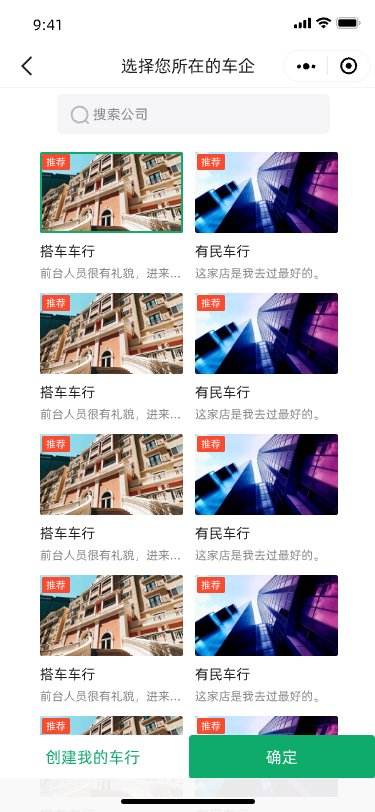 9:41
选择您所在的车企
搜索公司
推荐
推荐
搭车车行
有民车行
前台人员很有礼貌，进来...
这家店是我去过最好的。
推荐
推荐
搭车车行
有民车行
前台人员很有礼貌，进来...
这家店是我去过最好的。
推荐
推荐
搭车车行
有民车行
前台人员很有礼貌，进来...
这家店是我去过最好的。
推荐
推荐
搭车车行
有民车行
前台人员很有礼貌，进来...
这家店是我去过最好的。
推荐
推荐
创建我的车行
确定